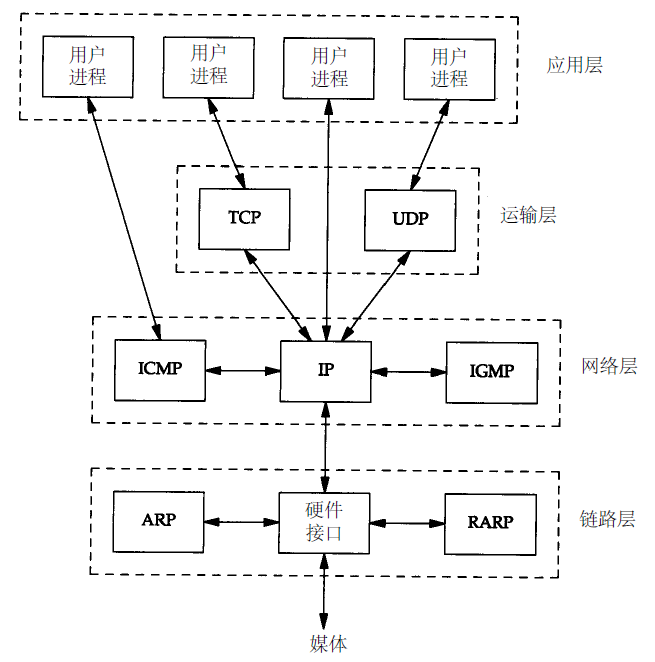 用户
进程
用户
进程
用户
进程
用户
进程
应用层
TCP
UDP
运输层
ICMP
IP
IGMP
网络层
ARP
硬件
接口
RARP
链路层
媒体